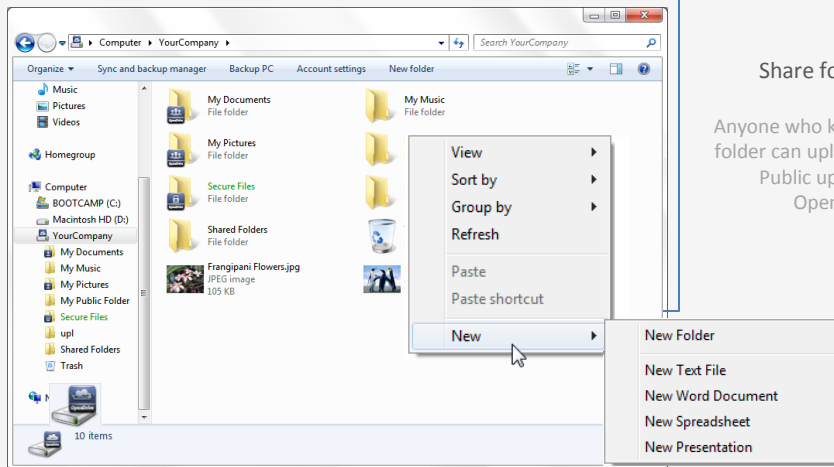 Computer ▸ YourCompany ▸
Search YourCompany
Organize Sync and backup manager Backup PC Account settings New folder
Music
Pictures
Videos
Homegroup
Computer
BOOTCAMP (C:)
Macintosh HD (D:)
YourCompany
My Documents
My Music
My Pictures
My Public Folder
Secure Files
upl
Shared Folders
Trash
My Documents
File folder
My Pictures
File folder
Secure Files
File folder
Shared Folders
File folder
Frangipani Flowers.jpg
JPEG image
105 KB
My Music
File folder
View
Sort by
Group by
Refresh
Paste
Paste shortcut
New
New Folder
New Text File
New Word Document
New Spreadsheet
New Presentation
10 items
Share
Anyone who
folder can
Public